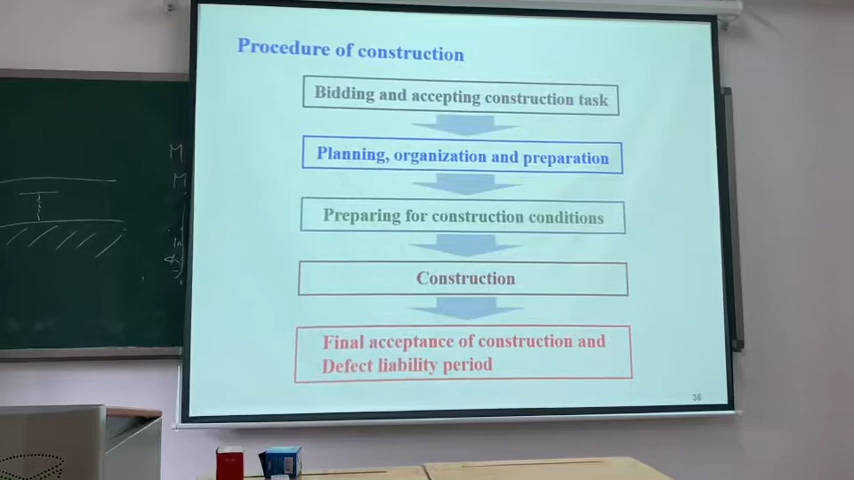 Procedure of construction
Bidding and accepting construction task
Planning, organization and preparation
Preparing for construction conditions
Construction
Final acceptance of construction and
Defect liability period
36